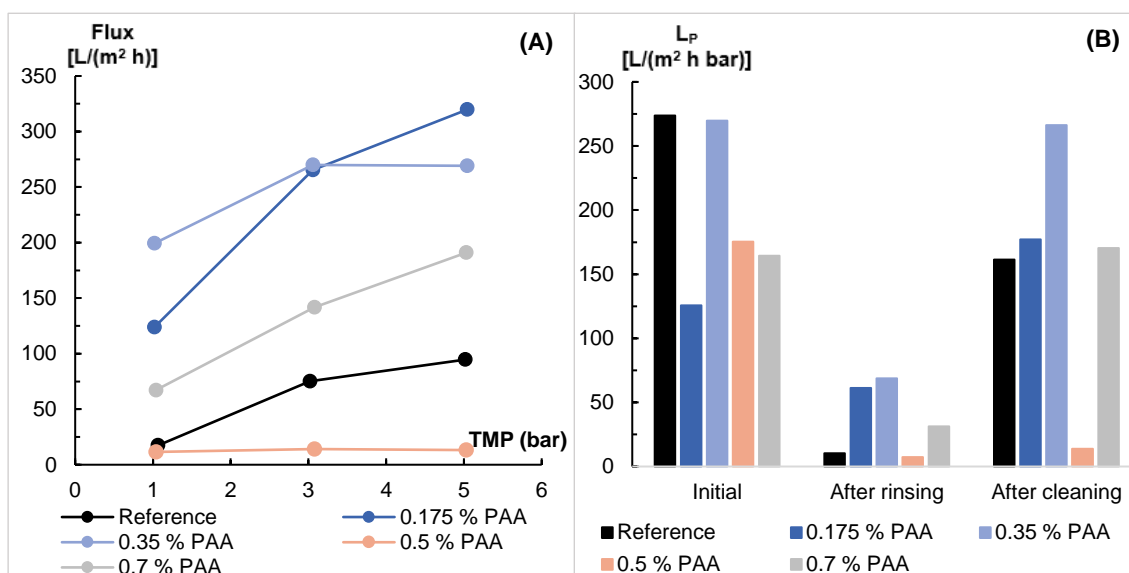 Flux
[L/(m² h)]
(A)
350
300
250
200
150
100
50
0
TMP (bar)
0 1 2 3 4 5 6
Reference 0.175 % PAA
0.35 % PAA 0.5 % PAA
0.7 % PAA
L_P
[L/(m² h bar)]
(B)
300
250
200
150
100
50
0
Initial After rinsing After cleaning
Reference 0.175 % PAA 0.35 % PAA
0.5 % PAA 0.7 % PAA